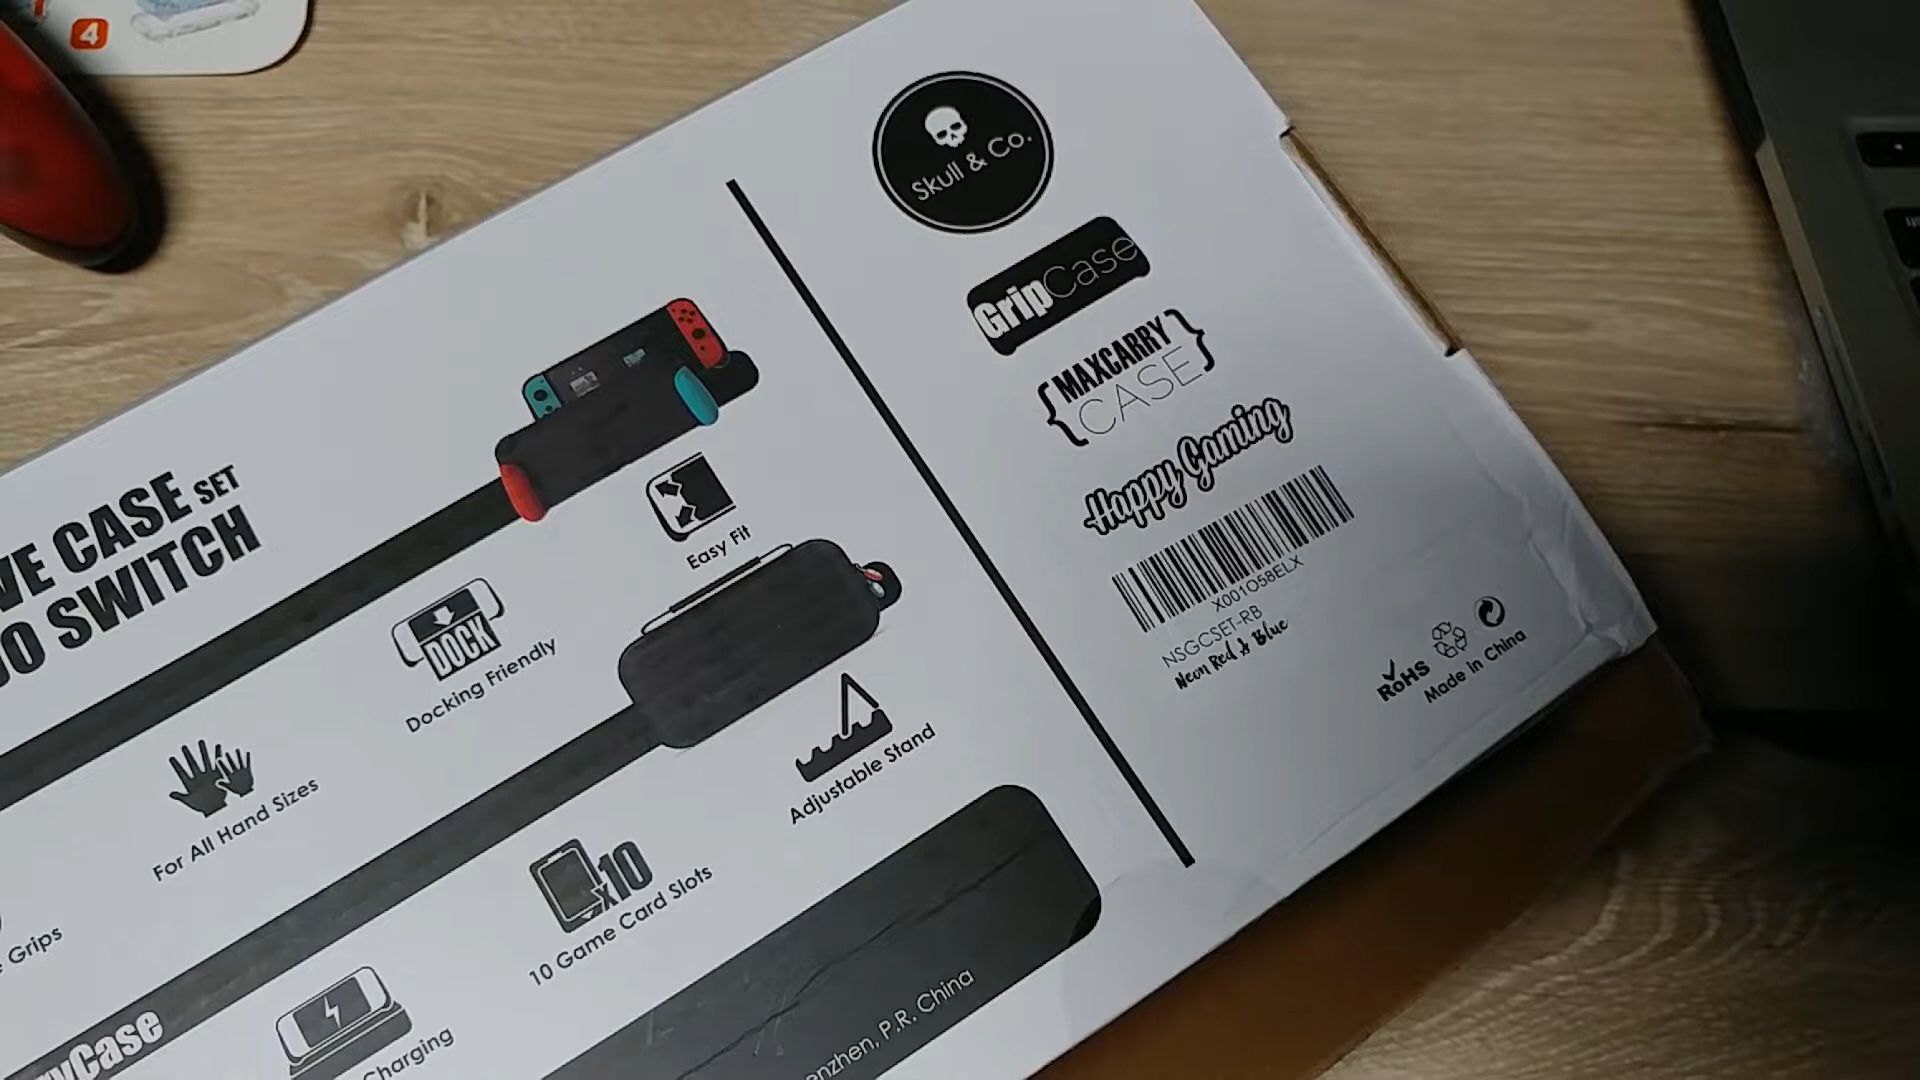 4
Skull & Co.
GripCase
{MAXCARRY
CASE}
Happy Gaming
X001O58ELX
NSGCSET-RB
Neon Red & Blue
RoHS
Made in China
VE CASE SET
DO SWITCH
Easy Fit
DOCK
Docking Friendly
For All Hand Sizes
Grips
Adjustable Stand
x10
10 Game Card Slots
ryCase
Charging
enzhen, P.R. China